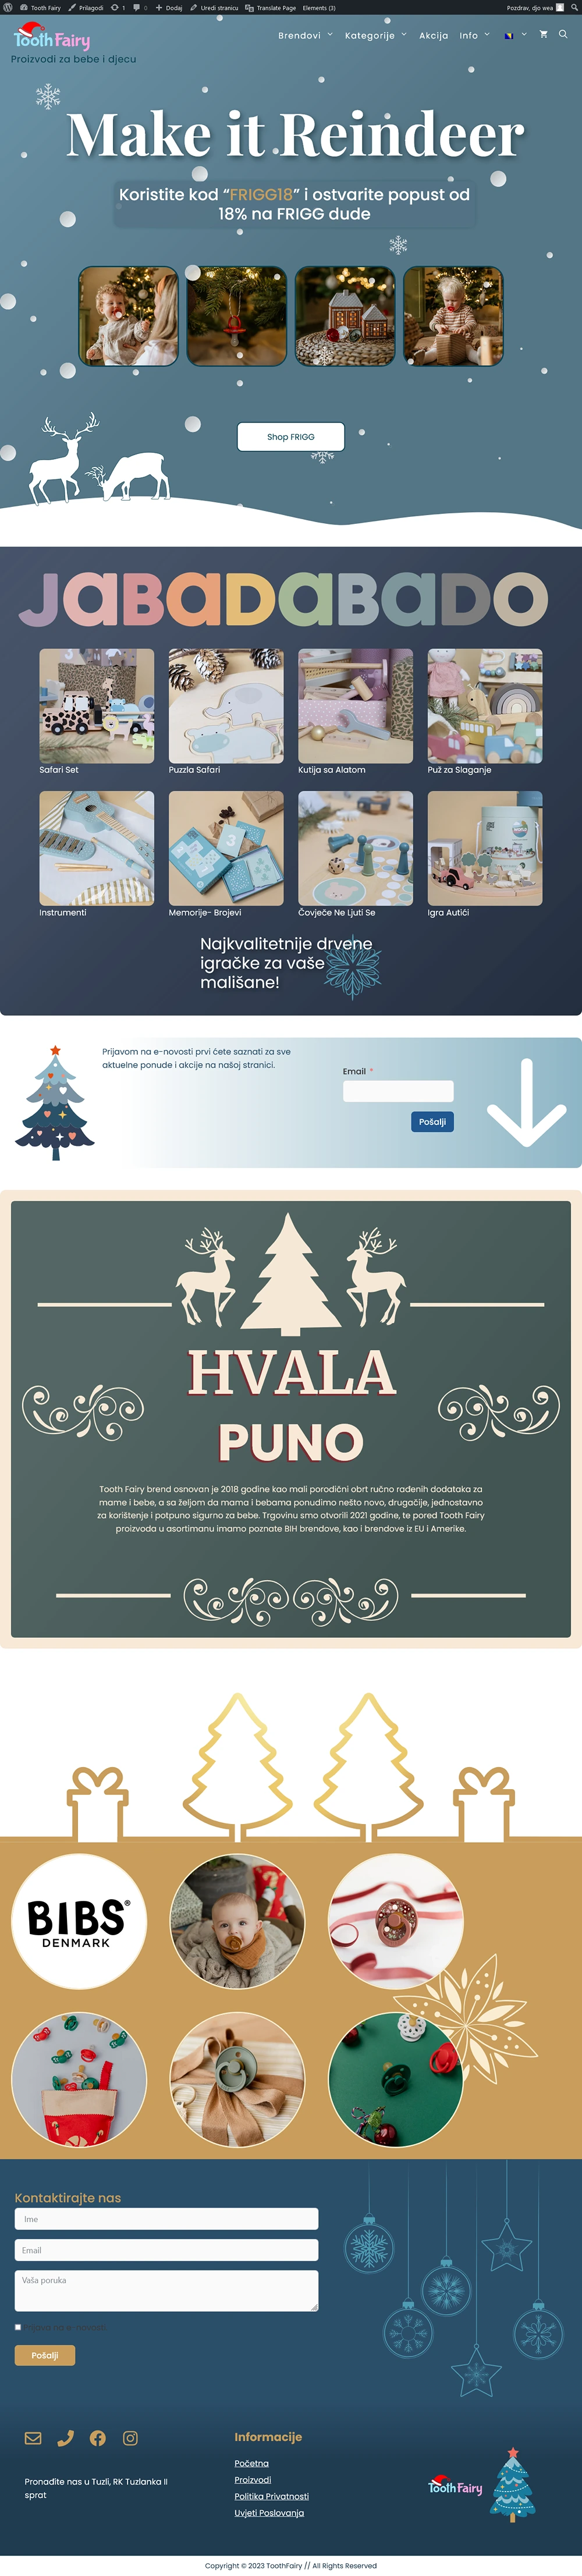 Tooth Fairy Prilagodi 1 0 Dodaj Uredi stranicu Translate Page Elements (3) Pozdrav, djo wea
Tooth Fairy
Proizvodi za bebe i djecu
Brendovi Kategorije Akcija Info
Make it Reindeer
Koristite kod “FRIGG18” i ostvarite popust od
18% na FRIGG dude
Shop FRIGG
JABADABADO
Safari Set
Puzzla Safari
Kutija sa Alatom
Puž za Slaganje
Instrumenti
Memorije- Brojevi
Čovječe Ne Ljuti Se
Igra Autići
Najkvalitetnije drvene
igračke za vaše
mališane!
Prijavom na e-novosti prvi ćete saznati za sve
aktuelne ponude i akcije na našoj stranici.
Email *
Pošalji
HVALA
PUNO
Tooth Fairy brend osnovan je 2018 godine kao mali porodični obrt ručno rađenih dodataka za
mame i bebe, a sa željom da mama i bebama ponudimo nešto novo, drugačije, jednostavno
za korištenje i potpuno sigurno za bebe. Trgovinu smo otvorili 2021 godine, te pored Tooth Fairy
proizvoda u asortimanu imamo poznate BIH brendove, kao i brendove iz EU i Amerike.
BIBS®
DENMARK
Kontaktirajte nas
Ime
Email
Vaša poruka
Prijava na e-novosti
Pošalji
Pronađite nas u Tuzli, RK Tuzlanka II
sprat
Informacije
Početna
Proizvodi
Politika Privatnosti
Uvjeti Poslovanja
Tooth Fairy
Copyright © 2023 ToothFairy // All Rights Reserved